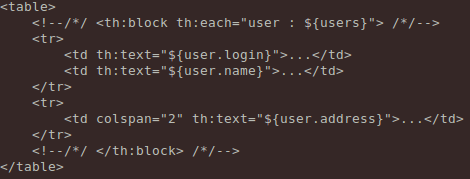 <table>
    <!--/*/ <th:block th:each="user : ${users}"> /*/-->
    <tr>
        <td th:text="${user.login}">...</td>
        <td th:text="${user.name}">...</td>
    </tr>
    <tr>
        <td colspan="2" th:text="${user.address}">...</td>
    </tr>
    <!--/*/ </th:block> /*/-->
</table>